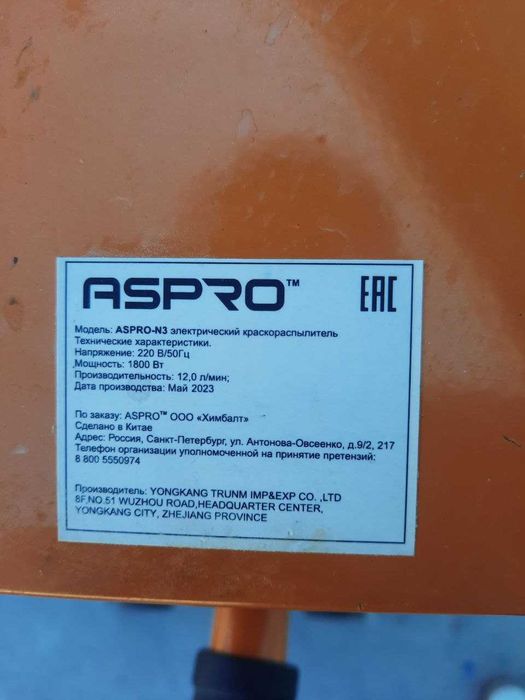 ASPRO™ EAC
Модель: ASPRO-N3 электрический краскораспылитель
Технические характеристики.
Напряжение: 220 В/50Гц
Мощность: 1800 Вт
Производительность: 12,0 л/мин;
Дата производства: Май 2023
По заказу: ASPRO™ ООО «Химбалт»
Сделано в Китае
Адрес: Россия, Санкт-Петербург, ул. Антонова-Овсеенко, д.9/2, 217
Телефон организации уполномоченной на принятие претензий:
8 800 5550974
Производитель: YONGKANG TRUNM IMP&EXP CO. ,LTD
8F,NO.51 WUZHOU ROAD,HEADQUARTER CENTER,
YONGKANG CITY, ZHEJIANG PROVINCE